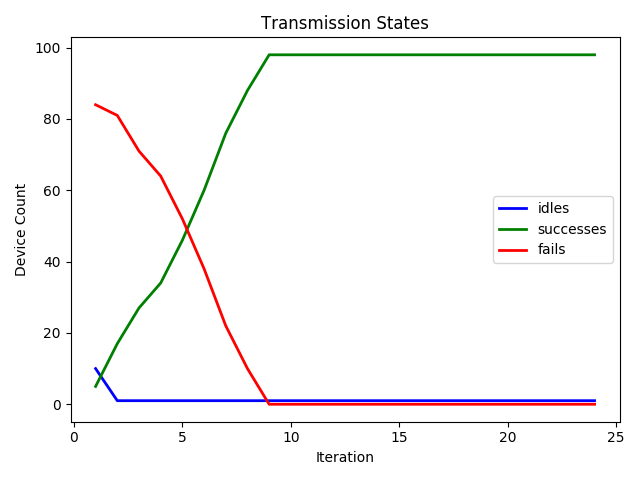 Transmission States
100
80
60
40
20
0
Device Count
idles
successes
fails
0 5 10 15 20 25
Iteration